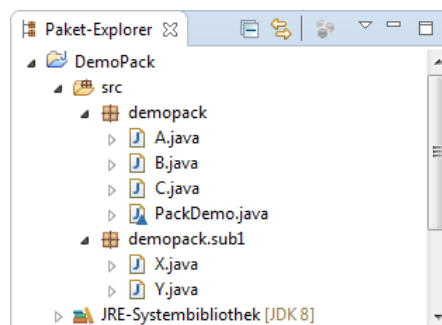 Paket-Explorer
DemoPack
src
demopack
A.java
B.java
C.java
PackDemo.java
demopack.sub1
X.java
Y.java
JRE-Systembibliothek [JDK 8]